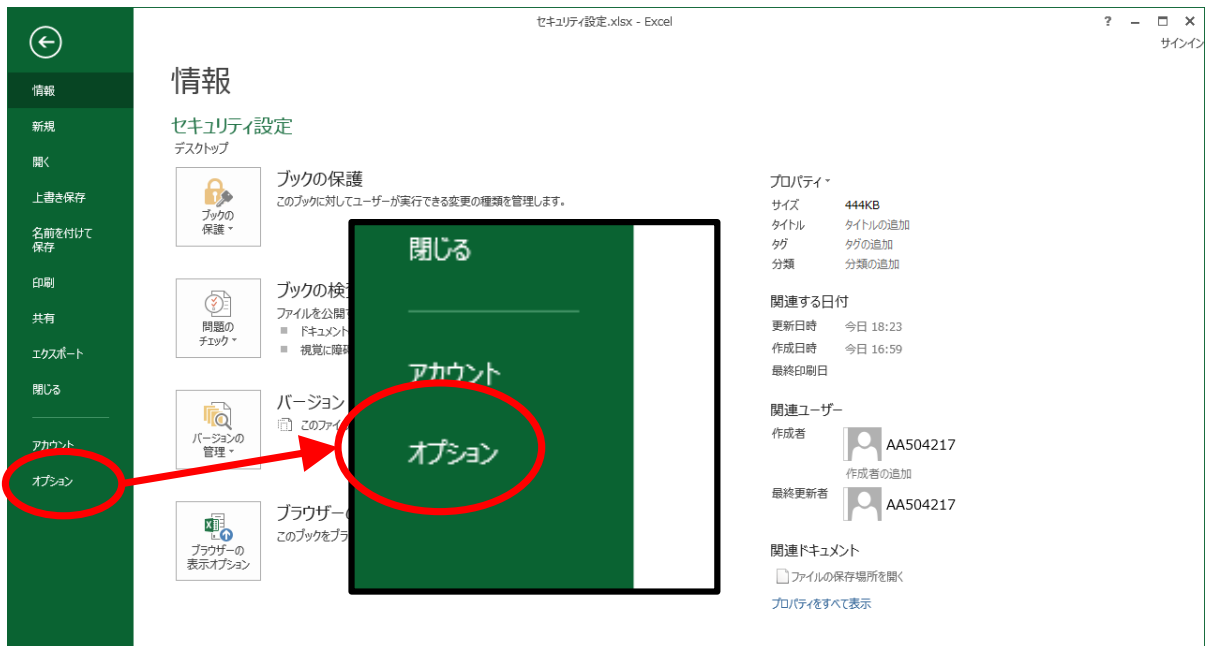 セキュリティ設定.xlsx - Excel
?
サインイン
情報
新規
開く
上書き保存
名前を付けて
保存
印刷
共有
エクスポート
閉じる
アカウント
オプション
情報
セキュリティ設定
デスクトップ
ブックの
保護
ブックの保護
このブックに対してユーザーが実行できる変更の種類を管理します。
問題の
チェック
ブックの検
ファイルを公開
ドキュメント
視覚に障
バージョンの
管理
バージョン
このファイ
ブラウザーの
表示オプション
ブラウザー
このブックをブラ
閉じる
アカウント
オプション
プロパティ
サイズ 444KB
タイトル タイトルの追加
タグ タグの追加
分類 分類の追加
関連する日付
更新日時 今日 18:23
作成日時 今日 16:59
最終印刷日
関連ユーザー
作成者 AA504217
作成者の追加
最終更新者 AA504217
関連ドキュメント
ファイルの保存場所を開く
プロパティをすべて表示